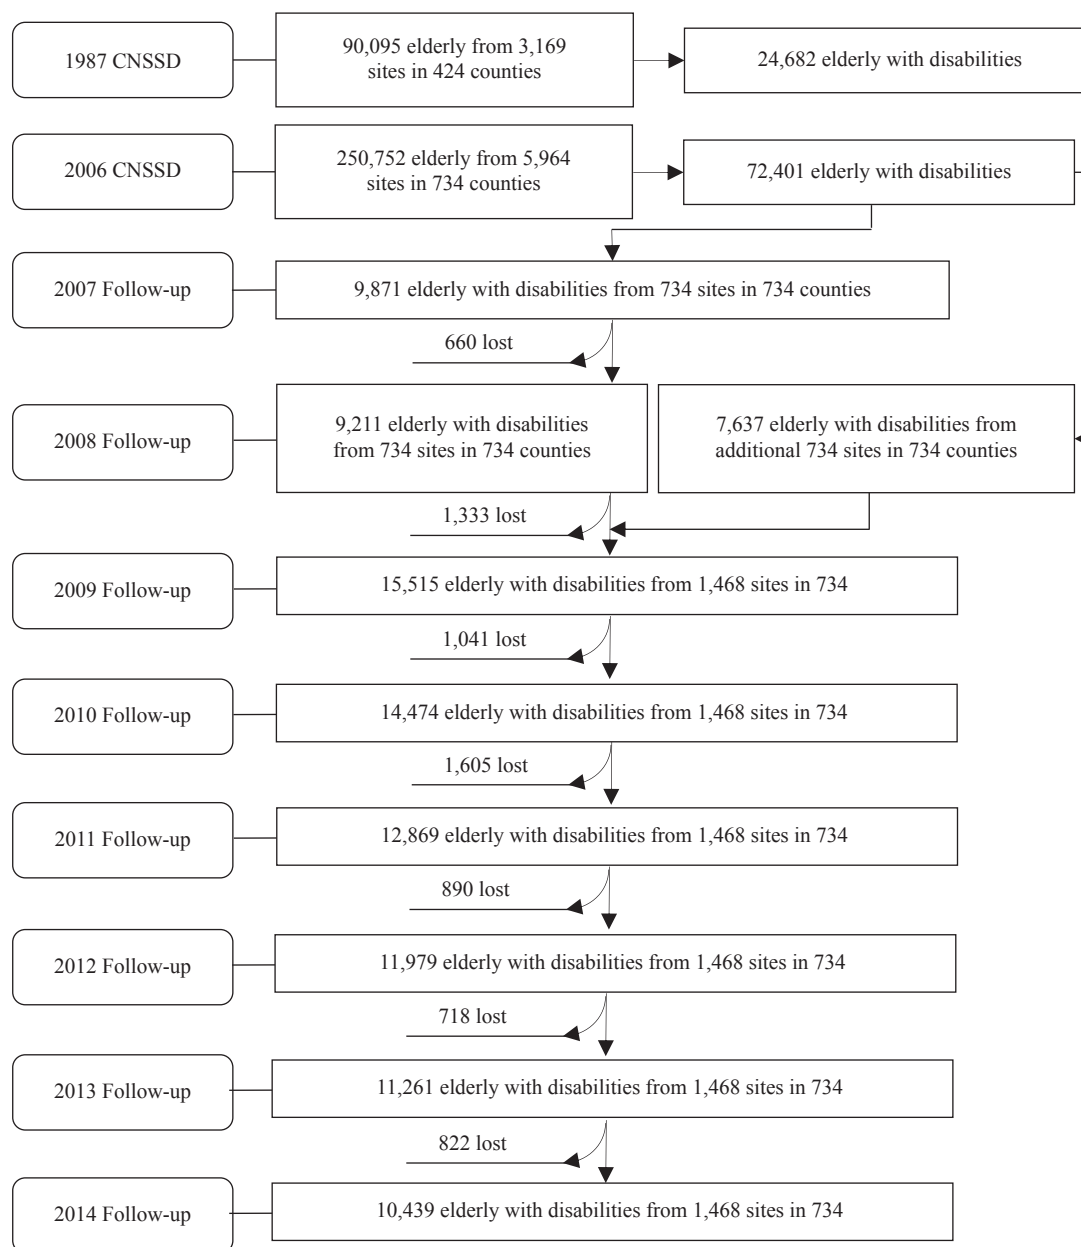 1987 CNSSD
90,095 elderly from 3,169
sites in 424 counties
24,682 elderly with disabilities
2006 CNSSD
250,752 elderly from 5,964
sites in 734 counties
72,401 elderly with disabilities
2007 Follow-up
9,871 elderly with disabilities from 734 sites in 734 counties
660 lost
2008 Follow-up
9,211 elderly with disabilities
from 734 sites in 734 counties
7,637 elderly with disabilities from
additional 734 sites in 734 counties
1,333 lost
2009 Follow-up
15,515 elderly with disabilities from 1,468 sites in 734
1,041 lost
2010 Follow-up
14,474 elderly with disabilities from 1,468 sites in 734
1,605 lost
2011 Follow-up
12,869 elderly with disabilities from 1,468 sites in 734
890 lost
2012 Follow-up
11,979 elderly with disabilities from 1,468 sites in 734
718 lost
2013 Follow-up
11,261 elderly with disabilities from 1,468 sites in 734
822 lost
2014 Follow-up
10,439 elderly with disabilities from 1,468 sites in 734